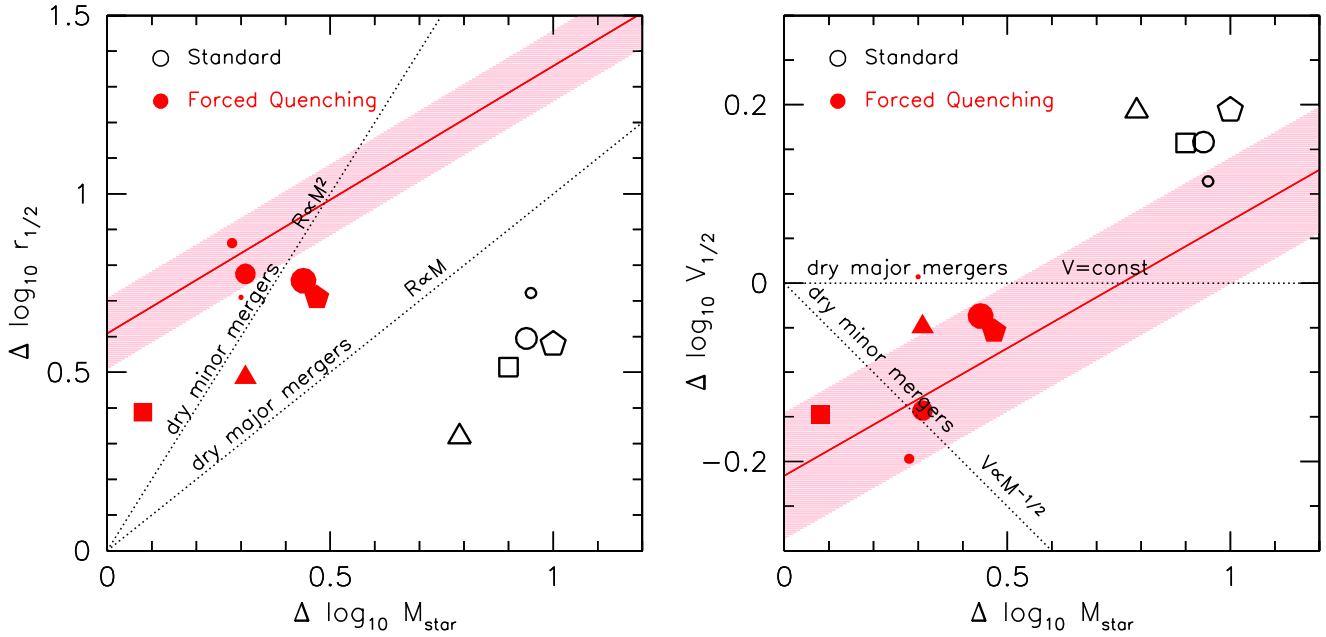 1.5
1
0.5
0
Δ log₁₀ r₁/₂
Standard
Forced Quenching
R∝M²
R∝M
dry minor mergers
dry major mergers
0
0.5
1
Δ log₁₀ M_star
0.2
0
−0.2
Δ log₁₀ V₁/₂
Standard
Forced Quenching
dry major mergers
V=const
dry minor mergers
V∝M⁻¹/²
0
0.5
1
Δ log₁₀ M_star